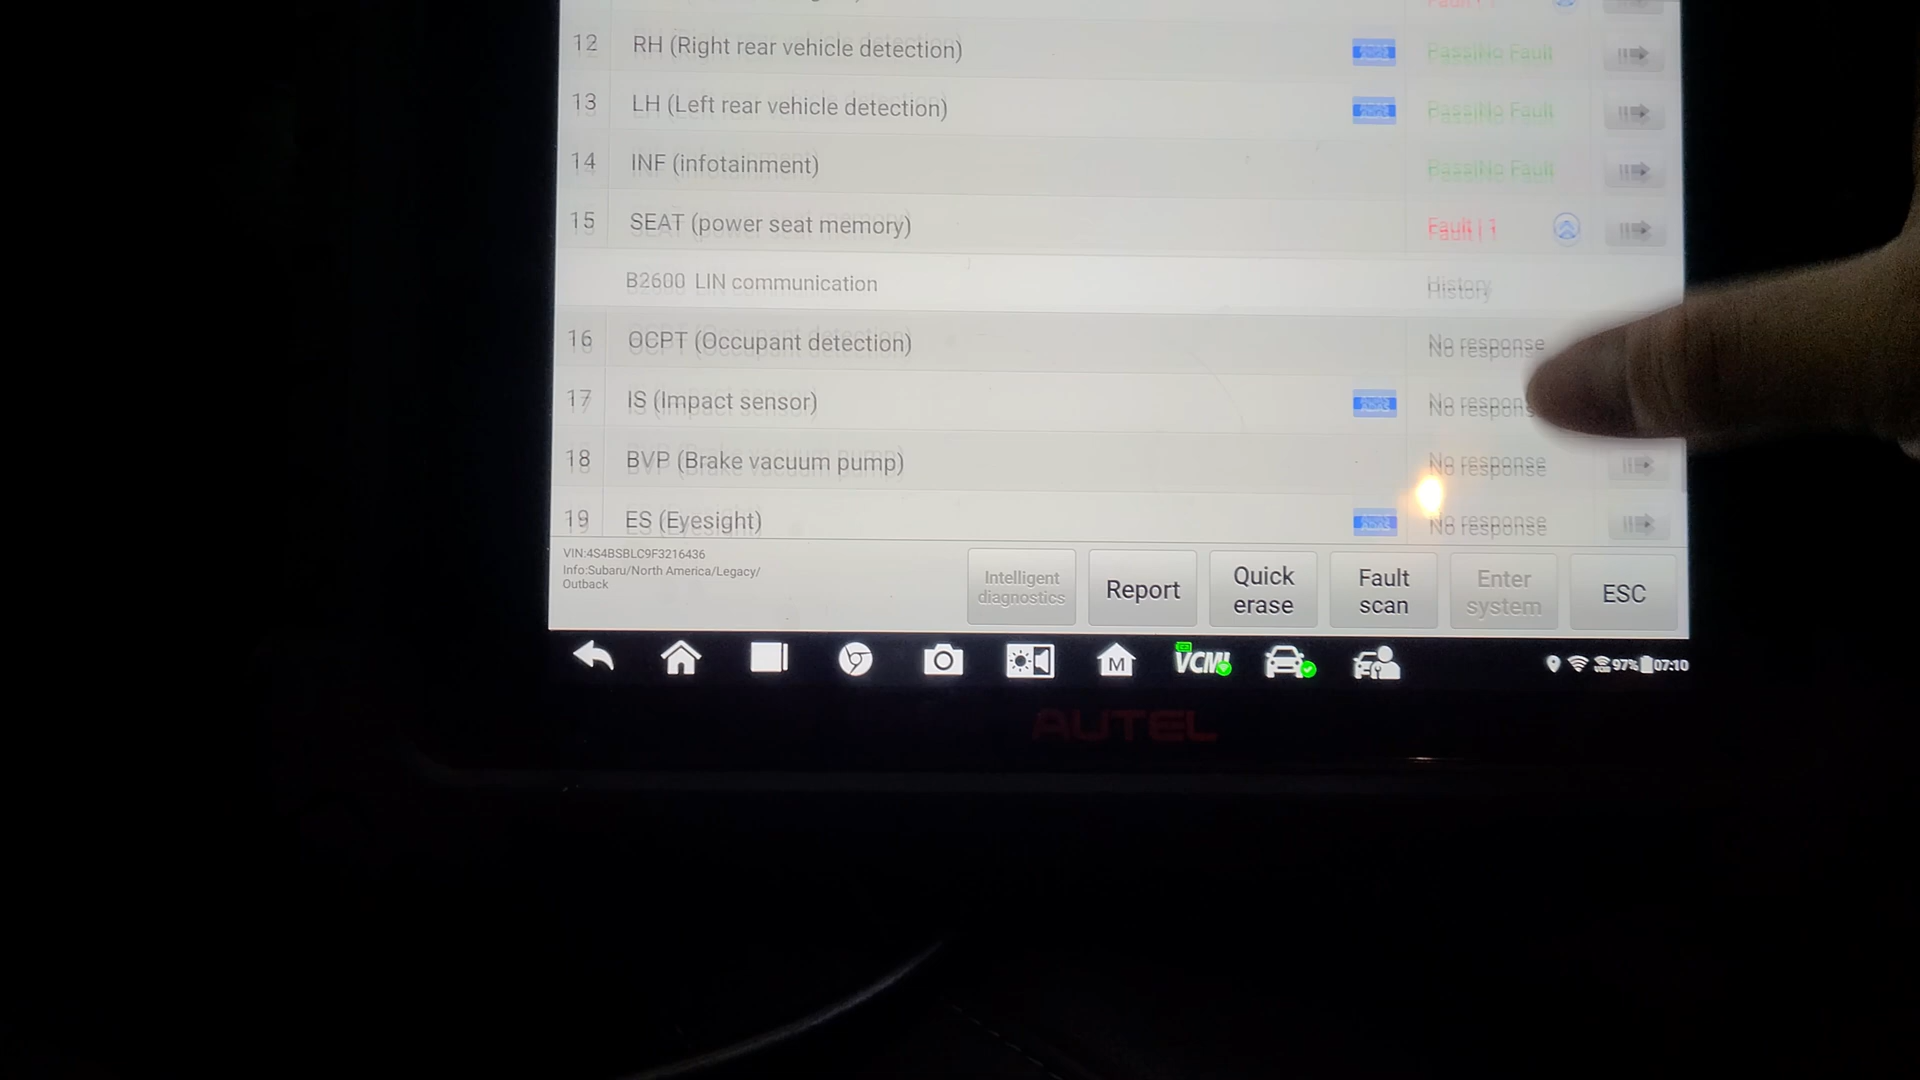 Fault | 1
12 RH (Right rear vehicle detection) Pass|No Fault
13 LH (Left rear vehicle detection) Pass|No Fault
14 INF (infotainment) Pass|No Fault
15 SEAT (power seat memory) Fault | 1
B2600 LIN communication History
16 OCPT (Occupant detection) No response
17 IS (Impact sensor) No respons
18 BVP (Brake vacuum pump) No response
19 ES (Eyesight) No response
VIN:4S4BSBLC9F3216436
Info:Subaru/North America/Legacy/
Outback
Intelligent
diagnostics
Report
Quick
erase
Fault
scan
Enter
system
ESC
M
VCMI
97%
07:10
AUTEL